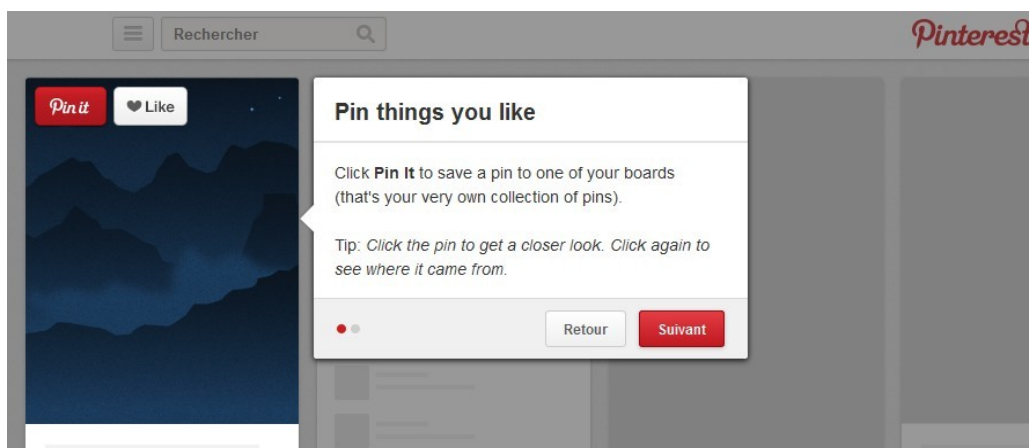 Rechercher
Pinterest
Pin it
Like
Pin things you like
Click Pin It to save a pin to one of your boards
(that's your very own collection of pins).
Tip: Click the pin to get a closer look. Click again to
see where it came from.
Retour
Suivant